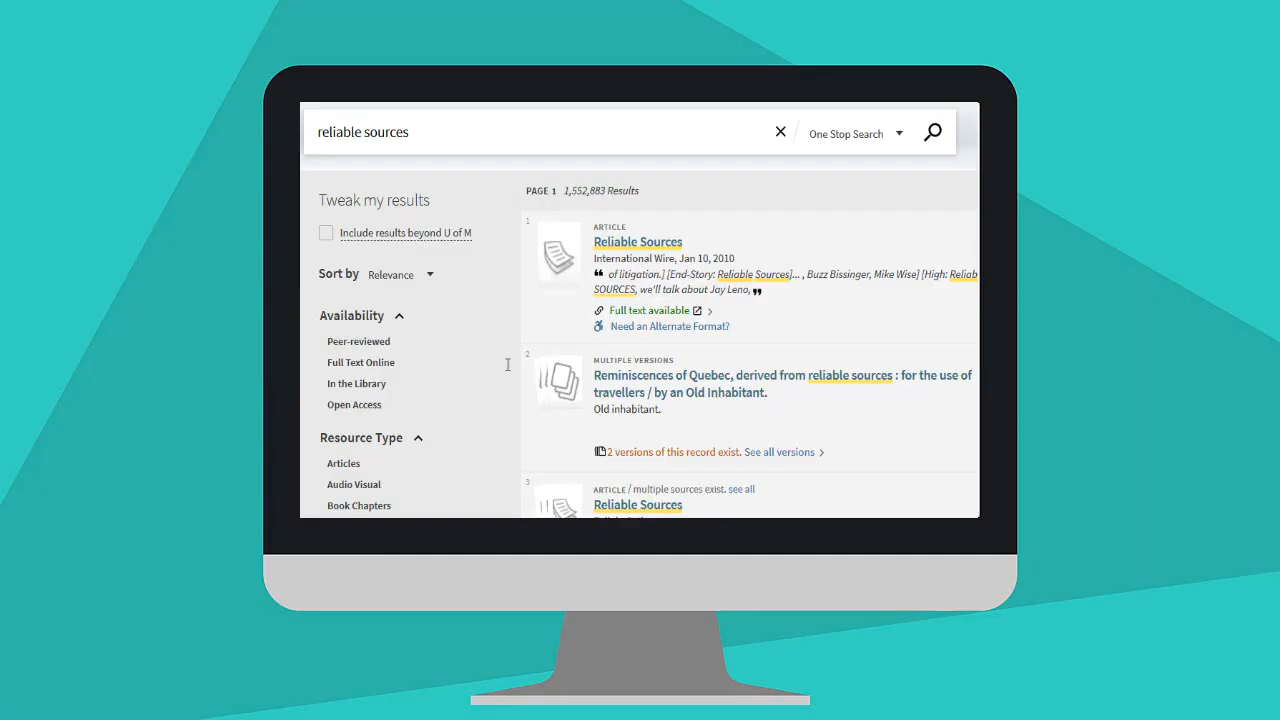 reliable sources
One Stop Search
Tweak my results
Include results beyond U of M
Sort by Relevance
Availability
Peer-reviewed
Full Text Online
In the Library
Open Access
Resource Type
Articles
Audio Visual
Book Chapters
PAGE 1 1,552,883 Results
1
ARTICLE
Reliable Sources
International Wire, Jan 10, 2010
❝ of litigation.] [End-Story: Reliable Sources]... , Buzz Bissinger, Mike Wise] [High: Reliab
SOURCES, we'll talk about Jay Leno, ❞
Full text available
Need an Alternate Format?
2
MULTIPLE VERSIONS
Reminiscences of Quebec, derived from reliable sources : for the use of
travellers / by an Old Inhabitant.
Old inhabitant.
2 versions of this record exist. See all versions
3
ARTICLE / multiple sources exist. see all
Reliable Sources